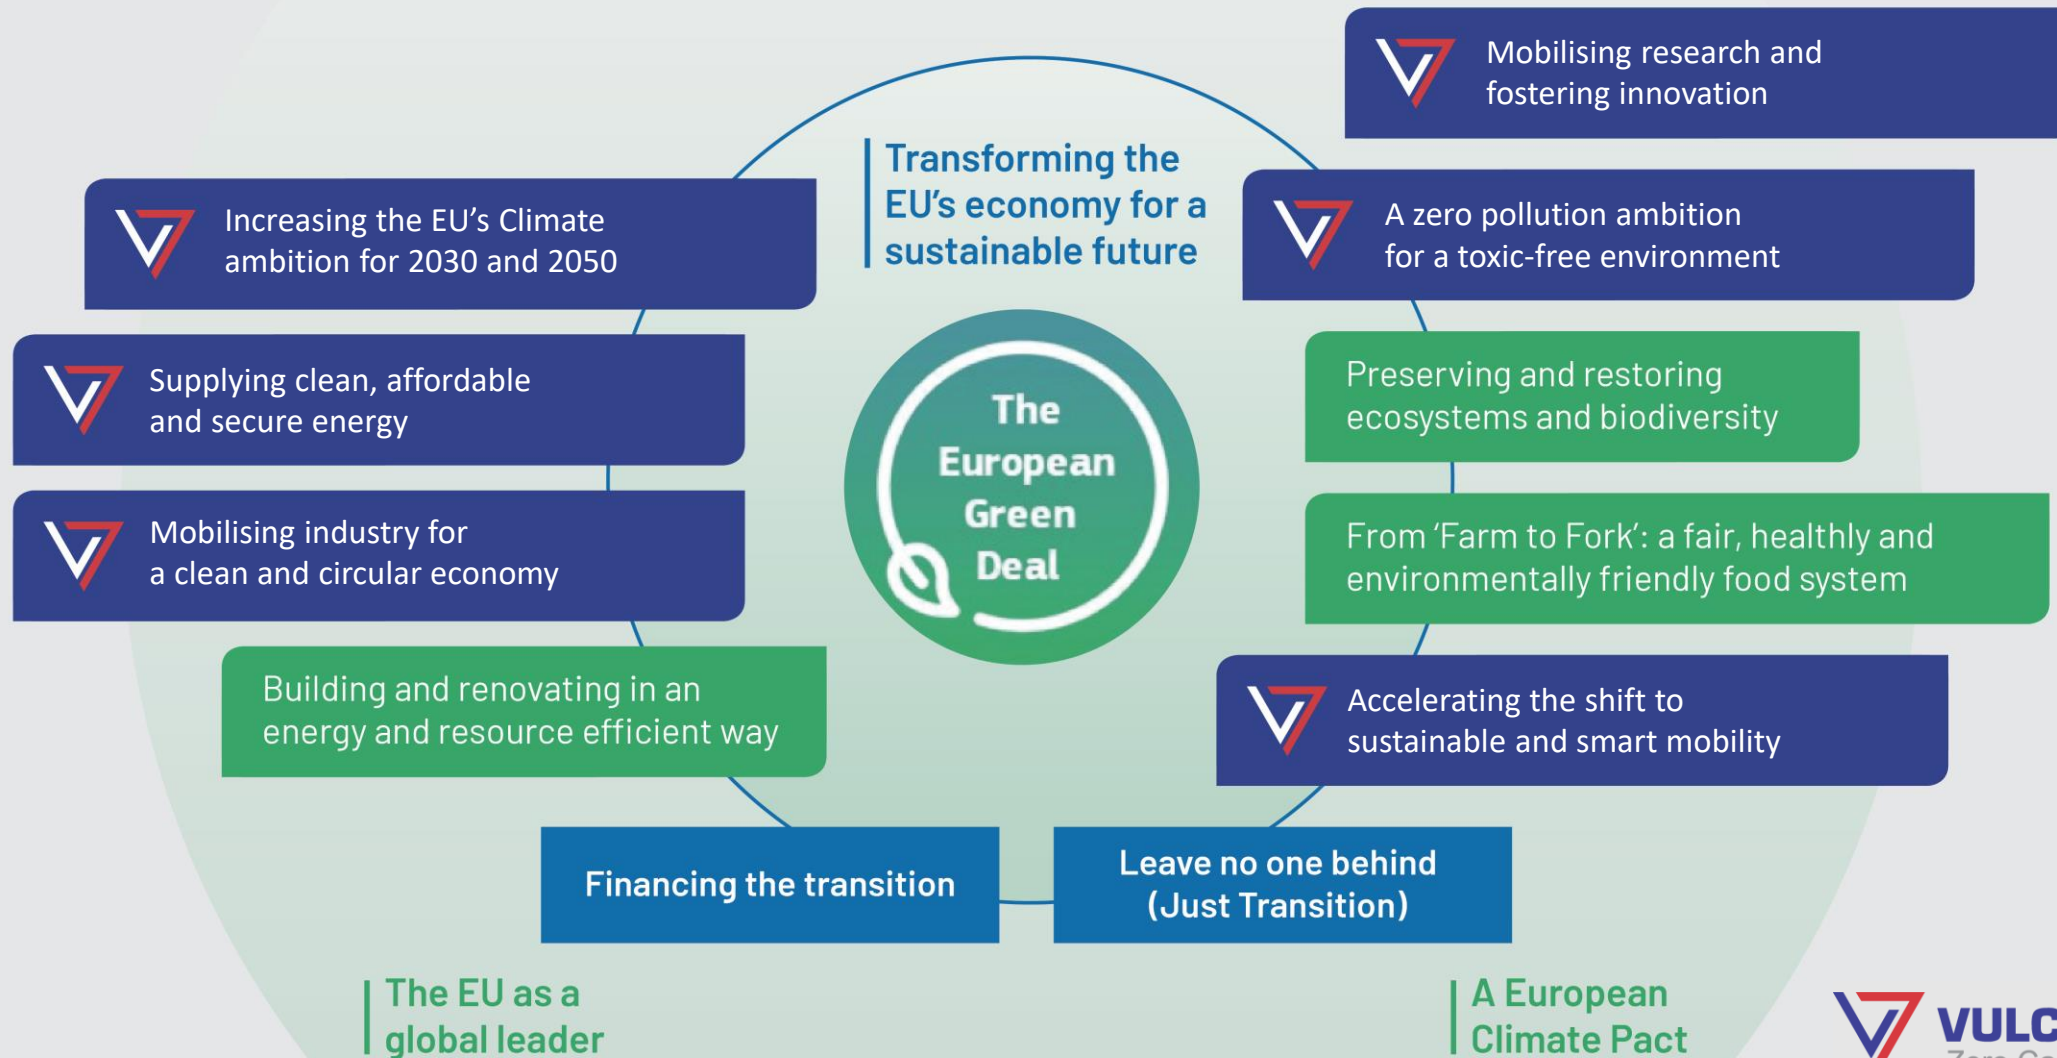 Mobilising research and
fostering innovation
Transforming the
EU's economy for a
sustainable future
Increasing the EU's Climate
ambition for 2030 and 2050
A zero pollution ambition
for a toxic-free environment
Supplying clean, affordable
and secure energy
Preserving and restoring
ecosystems and biodiversity
The
European
Green
Deal
Mobilising industry for
a clean and circular economy
From ‘Farm to Fork’: a fair, healthly and
environmentally friendly food system
Building and renovating in an
energy and resource efficient way
Accelerating the shift to
sustainable and smart mobility
Financing the transition
Leave no one behind
(Just Transition)
The EU as a
global leader
A European
Climate Pact